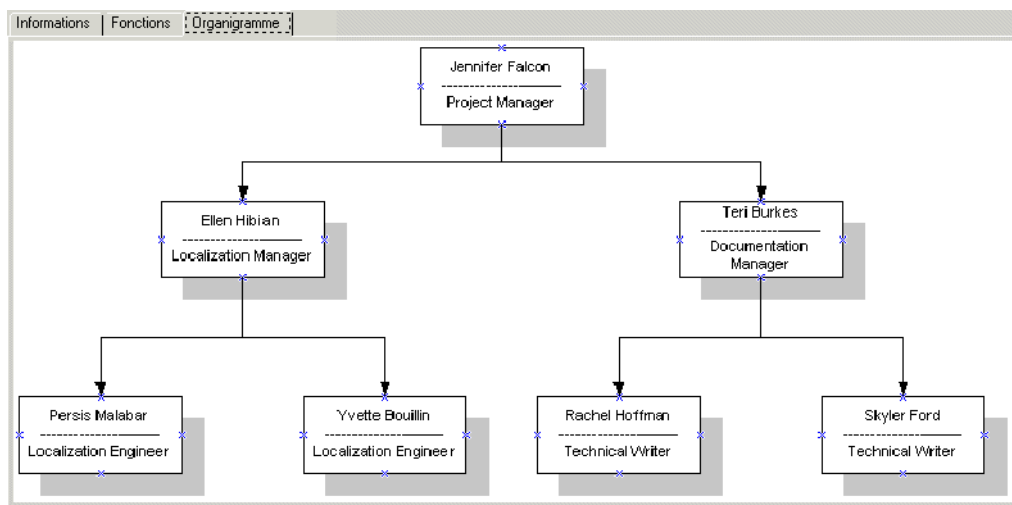 Informations Fonctions Organigramme
Jennifer Falcon
Project Manager
Ellen Hibian
Localization Manager
Teri Burkes
Documentation
Manager
Persis Malabar
Localization Engineer
Yvette Bouillin
Localization Engineer
Rachel Hoffman
Technical Writer
Skyler Ford
Technical Writer